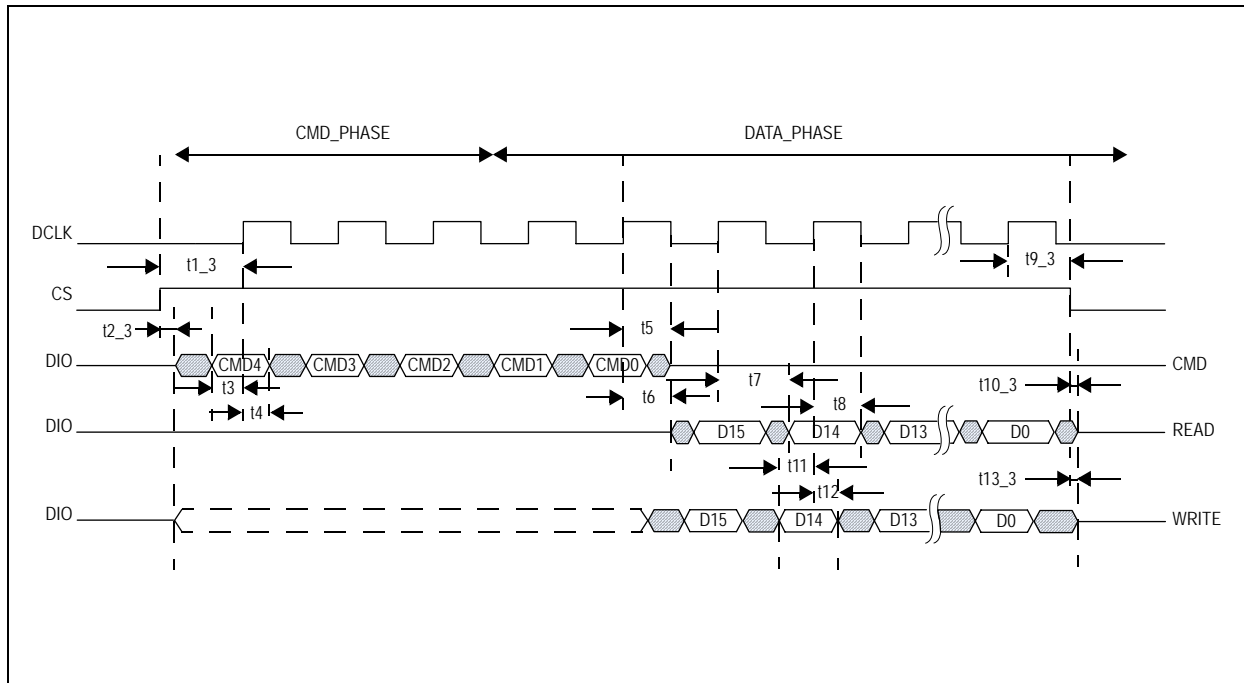 CMD_PHASE DATA_PHASE
DCLK
t1_3 t9_3
CS
t2_3 t5
DIO CMD4 CMD3 CMD2 CMD1 CMD0 CMD
t3 t7 t10_3
t4 t6 t8
DIO D15 D14 D13 D0 READ
t11 t13_3
t12
DIO D15 D14 D13 D0 WRITE